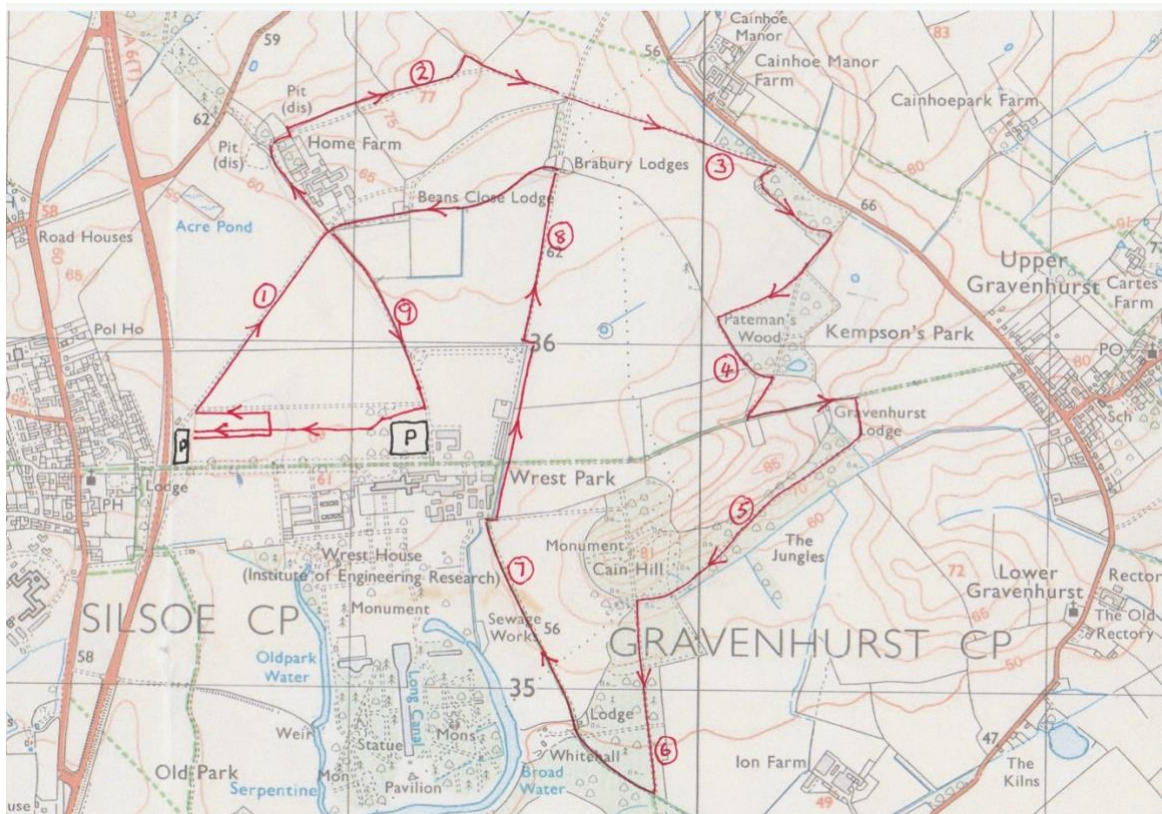 Cainhoe
Manor
Cainhoe Manor
Farm
Cainhoepark Farm
83
56
59
A 6(T)
62
Pit
(dis)
Pit
(dis)
Home Farm
②
77
75
65
60
80
③
Brabury Lodges
Beans Close Lodge
66
Acre Pond
55
58
Road Houses
60
65
Upper
Gravenhurst
Cartes
Farm
①
⑧
62
⑨
Pol Ho
Pateman's
Wood
Kempson's Park
36
④
PO
80
Sch
Gravenhurst
Lodge
P
P
Lodge
PH
61
Wrest Park
85
70
⑤
60
The
Jungles
Wrest House
(Institute of Engineering Research)
Monument
81
Cain Hill
⑦
72
65
50
Lower
Gravenhurst
Rectory
The Old
Rectory
Monument
Sewage
Works
56
SILSOE CP
GRAVENHURST CP
58
Oldpark
Water
35
Long Canal
Weir
Statue
Mons
Lodge
Whitehall
⑥
47
Old Park
Mon
Pavilion
Serpentine
Broad
Water
Ion Farm
49
The
Kilns
use